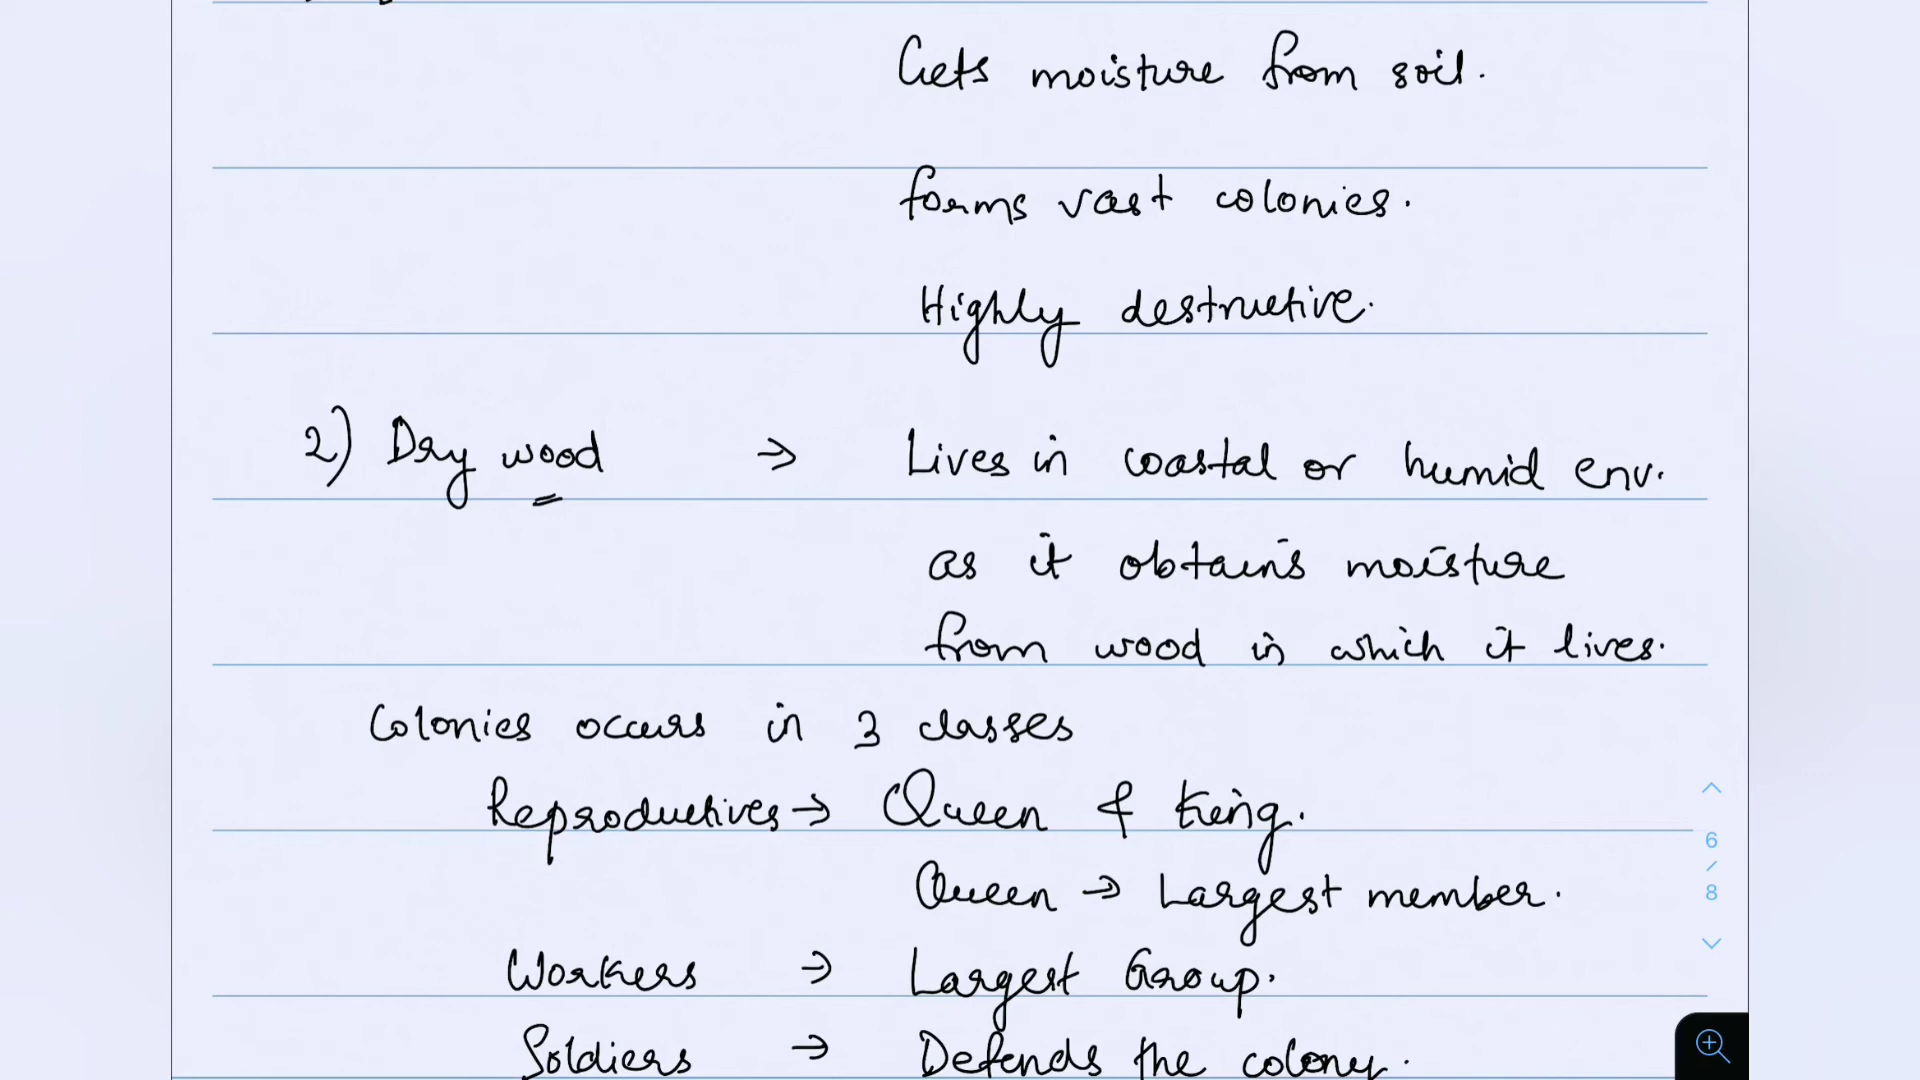 Gets moisture from soil.
forms vast colonies.
Highly destructive.
2) Dry wood → Lives in coastal or humid env.
as it obtains moisture
from wood in which it lives.
Colonies occurs in 3 classes
Reproductives → Queen & King.
Queen → Largest member.
Workers → Largest Group.
Soldiers → Defends the colony.
6
/
8